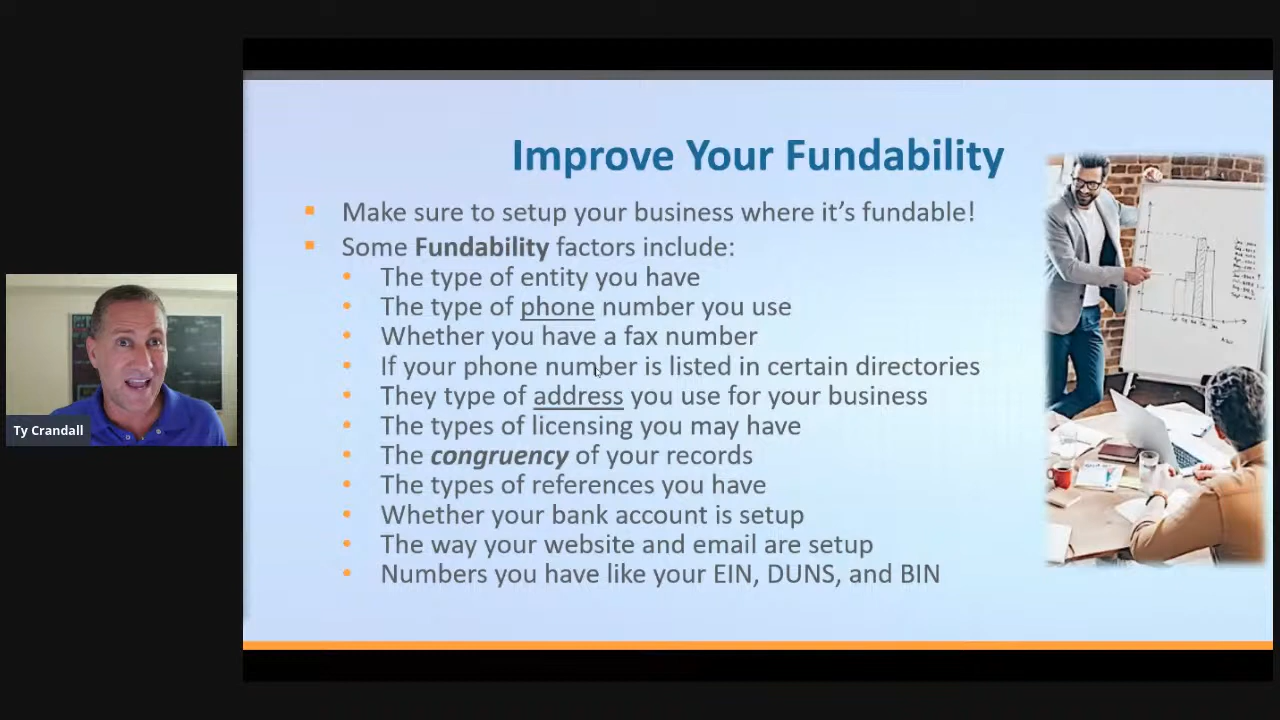 Improve Your Fundability
Make sure to setup your business where it's fundable!
Some Fundability factors include:
The type of entity you have
The type of phone number you use
Whether you have a fax number
If your phone number is listed in certain directories
They type of address you use for your business
The types of licensing you may have
The congruency of your records
The types of references you have
Whether your bank account is setup
The way your website and email are setup
Numbers you have like your EIN, DUNS, and BIN
Ty Crandall